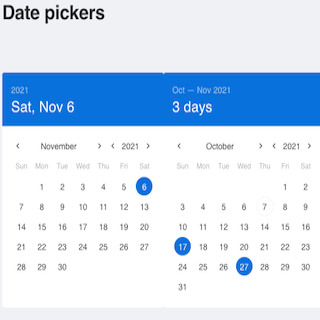 Date pickers
2021
Sat, Nov 6
November 2021
Sun Mon Tue Wed Thu Fri Sat
1 2 3 4 5 6
7 8 9 10 11 12 13
14 15 16 17 18 19 20
21 22 23 24 25 26 27
28 29 30
Oct — Nov 2021
3 days
October 2021
Sun Mon Tue Wed Thu Fri Sat
1 2
3 4 5 6 7 8 9
10 11 12 13 14 15 16
17 18 19 20 21 22 23
24 25 26 27 28 29 30
31